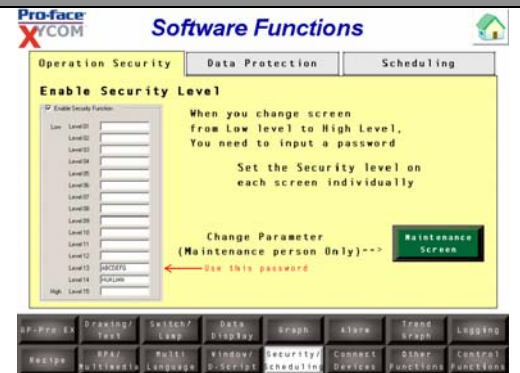 Pro-face
XYCOM
Software Functions
Operation Security
Data Protection
Scheduling
Enable Security Level
Enable Security Function
Low
Level 01
Level 02
Level 03
Level 04
Level 05
Level 06
Level 07
Level 08
Level 09
Level 10
Level 11
Level 12
Level 13 ABCDEFG
Level 14
High Level 15
When you change screen
from Low level to High Level,
You need to input a password
Set the Security level on
each screen individually
Change Parameter
(Maintenance person Only)-->
Maintenance
Screen
Use this password
GP-Pro EX
Drawing/
Text
Switch/
Lamp
Data
Display
Graph
Alarm
Trend
Graph
Logging
Recipe
RPA/
Multimedia
Multi
Language
Window/
D-Script
Security/
Scheduling
Connect
Devices
Other
Functions
Control
Functions